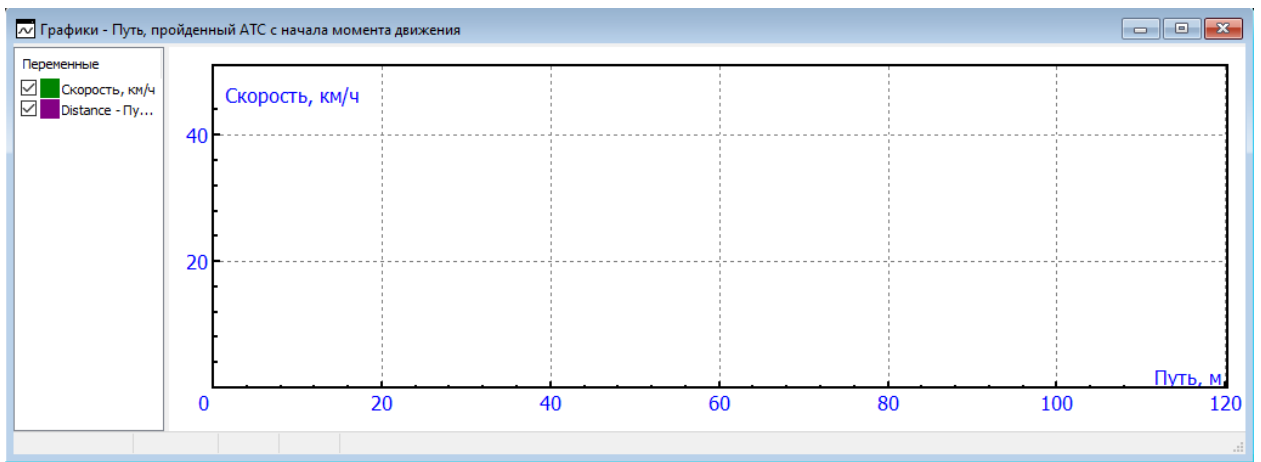 Графики - Путь, пройденный АТС с начала момента движения
Переменные
Скорость, км/ч
Distance - Пу...
Скорость, км/ч
40
20
Путь, м
0 20 40 60 80 100 120